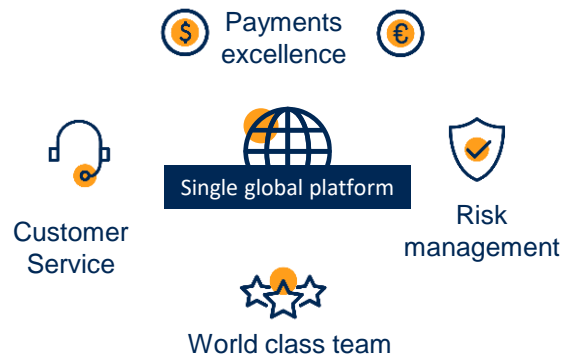 $
Payments
excellence
€
Single global platform
Customer
Service
Risk
management
World class team